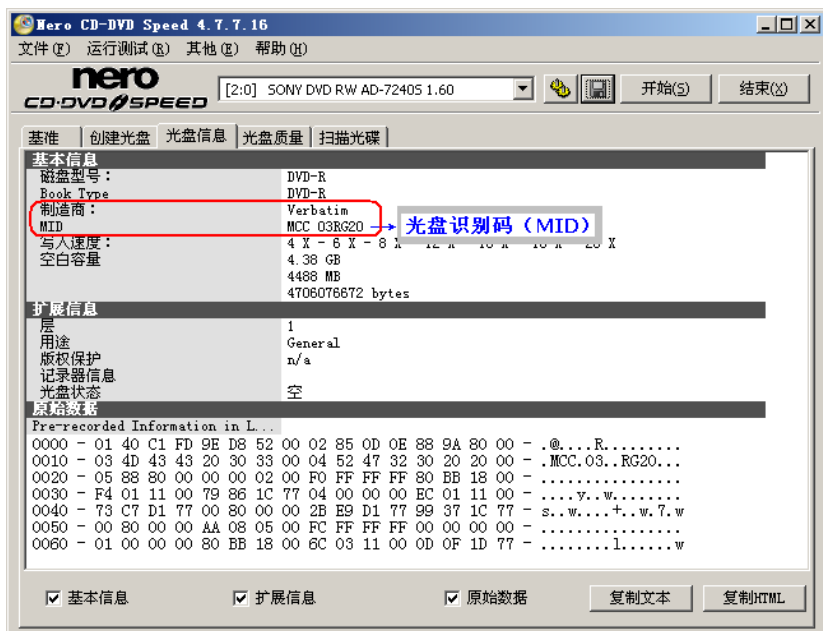 Nero CD-DVD Speed 4.7.7.16
文件(F) 运行测试(R) 其他(E) 帮助(H)
nero
CD·DVD SPEED
[2:0] SONY DVD RW AD-7240S 1.60
开始(S) 结束(X)
基准 创建光盘 光盘信息 光盘质量 扫描光碟
基本信息
磁盘型号： DVD-R
Book Type DVD-R
制造商： Verbatim
MID MCC 03RG20 → 光盘识别码（MID）
写入速度： 4 X - 6 X - 8 X - 12 X - 16 X - 18 X - 20 X
空白容量 4.38 GB
4488 MB
4706076672 bytes
扩展信息
层 1
用途 General
版权保护 n/a
记录器信息
光盘状态 空
原始数据
Pre-recorded Information in L...
0000 - 01 40 C1 FD 9E D8 52 00 02 85 0D 0E 88 9A 80 00 - .@....R.........
0010 - 03 4D 43 43 20 30 33 00 04 52 47 32 30 20 20 00 - .MCC.03..RG20...
0020 - 05 88 80 00 00 00 02 00 F0 FF FF FF 80 BB 18 00 - ................
0030 - F4 01 11 00 79 86 1C 77 04 00 00 00 EC 01 11 00 - ....y..w........
0040 - 73 C7 D1 77 00 80 00 00 2B E9 D1 77 99 37 1C 77 - s..w....+..w.7.w
0050 - 00 80 00 00 AA 08 05 00 FC FF FF FF 00 00 00 00 - ................
0060 - 01 00 00 00 80 BB 18 00 6C 03 11 00 0D 0F 1D 77 - ........l......w
基本信息 扩展信息 原始数据 复制文本 复制HTML